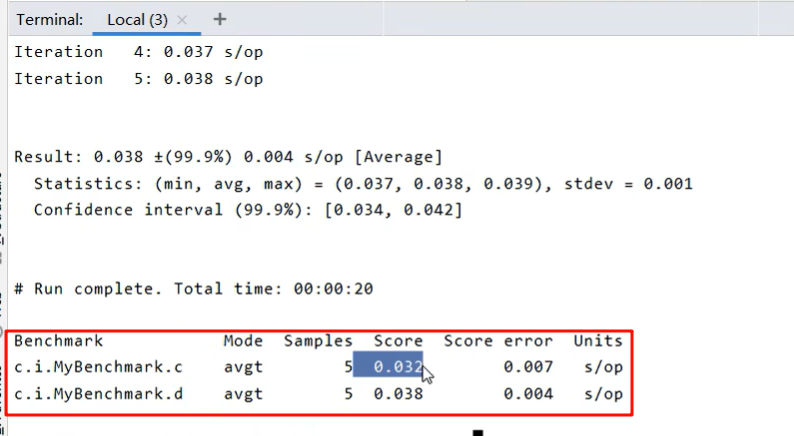 Terminal: Local (3) × +
Iteration 4: 0.037 s/op
Iteration 5: 0.038 s/op
Result: 0.038 ±(99.9%) 0.004 s/op [Average]
Statistics: (min, avg, max) = (0.037, 0.038, 0.039), stdev = 0.001
Confidence interval (99.9%): [0.034, 0.042]
# Run complete. Total time: 00:00:20
Benchmark Mode Samples Score Score error Units
c.i.MyBenchmark.c avgt 5 0.032 0.007 s/op
c.i.MyBenchmark.d avgt 5 0.038 0.004 s/op